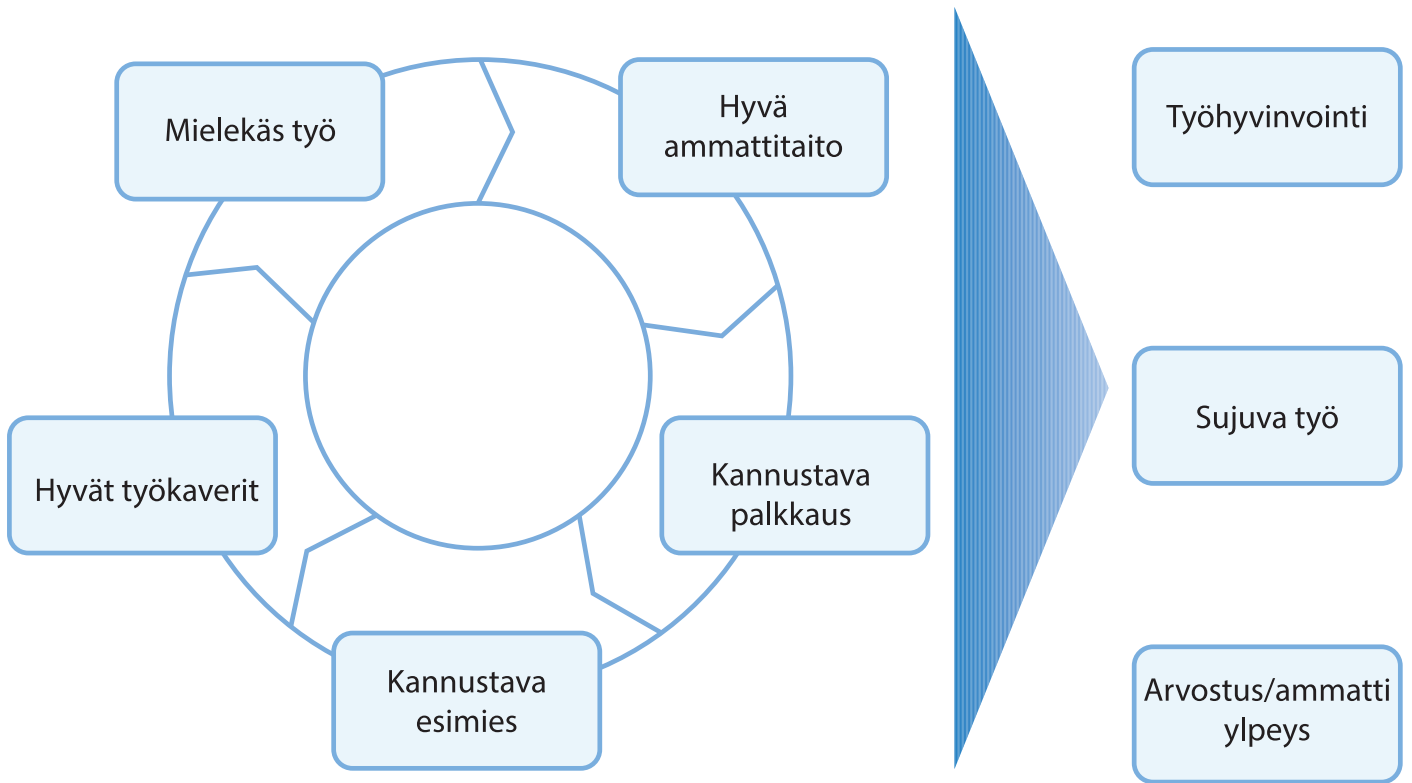 Mielekäs työ
Hyvä
ammattitaito
Kannustava
palkkaus
Kannustava
esimies
Hyvät työkaverit
Työhyvinvointi
Sujuva työ
Arvostus/ammatti
ylpeys